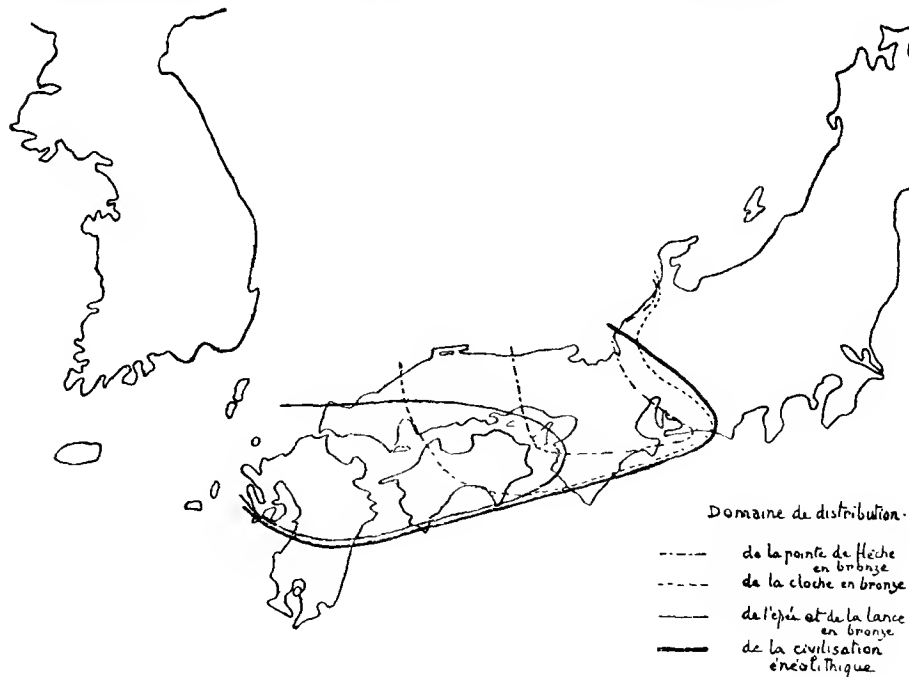 Domaine de distribution.
de la pointe de flèche
en bronze
de la cloche en bronze
de l'épée et de la lance
en bronze
de la civilisation
énéolithique